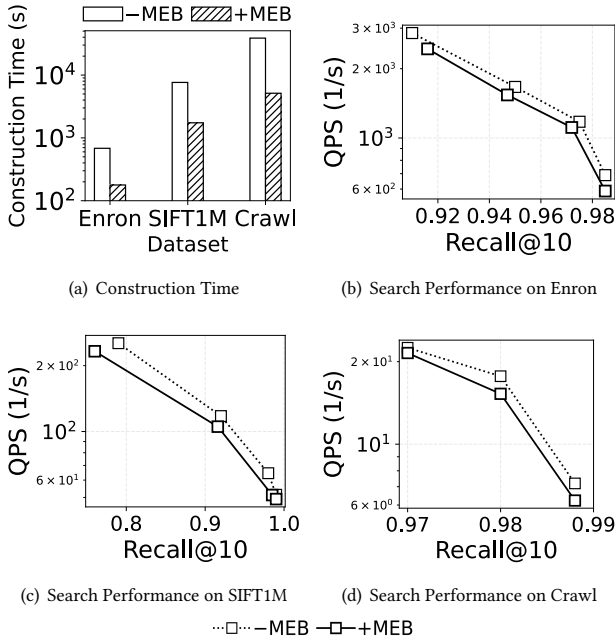 −MEB +MEB
Construction Time (s)
10⁴
10³
10²
Enron SIFT1M Crawl
Dataset
(a) Construction Time
QPS (1/s)
3 × 10³
2 × 10³
10³
6 × 10²
0.92 0.94 0.96 0.98
Recall@10
(b) Search Performance on Enron
QPS (1/s)
2 × 10²
10²
6 × 10¹
0.8 0.9 1.0
Recall@10
(c) Search Performance on SIFT1M
QPS (1/s)
2 × 10¹
10¹
6 × 10⁰
0.97 0.98 0.99
Recall@10
(d) Search Performance on Crawl
−MEB +MEB